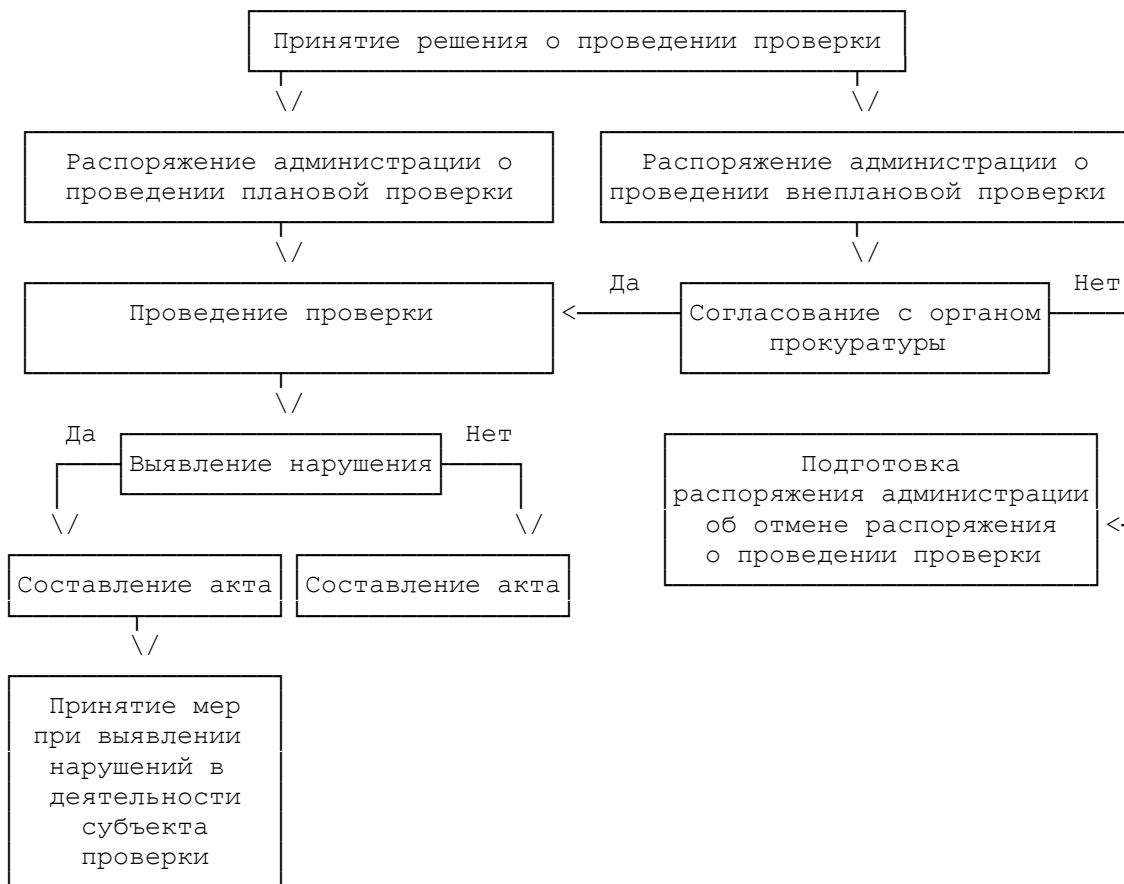 Принятие решения о проведении проверки
Распоряжение администрации о
проведении плановой проверки
Распоряжение администрации о
проведении внеплановой проверки
Да
Нет
Проведение проверки
Согласование с органом
прокуратуры
Да
Нет
Выявление нарушения
Подготовка
распоряжения администрации
об отмене распоряжения
о проведении проверки
Составление акта
Составление акта
Принятие мер
при выявлении
нарушений в
деятельности
субъекта
проверки